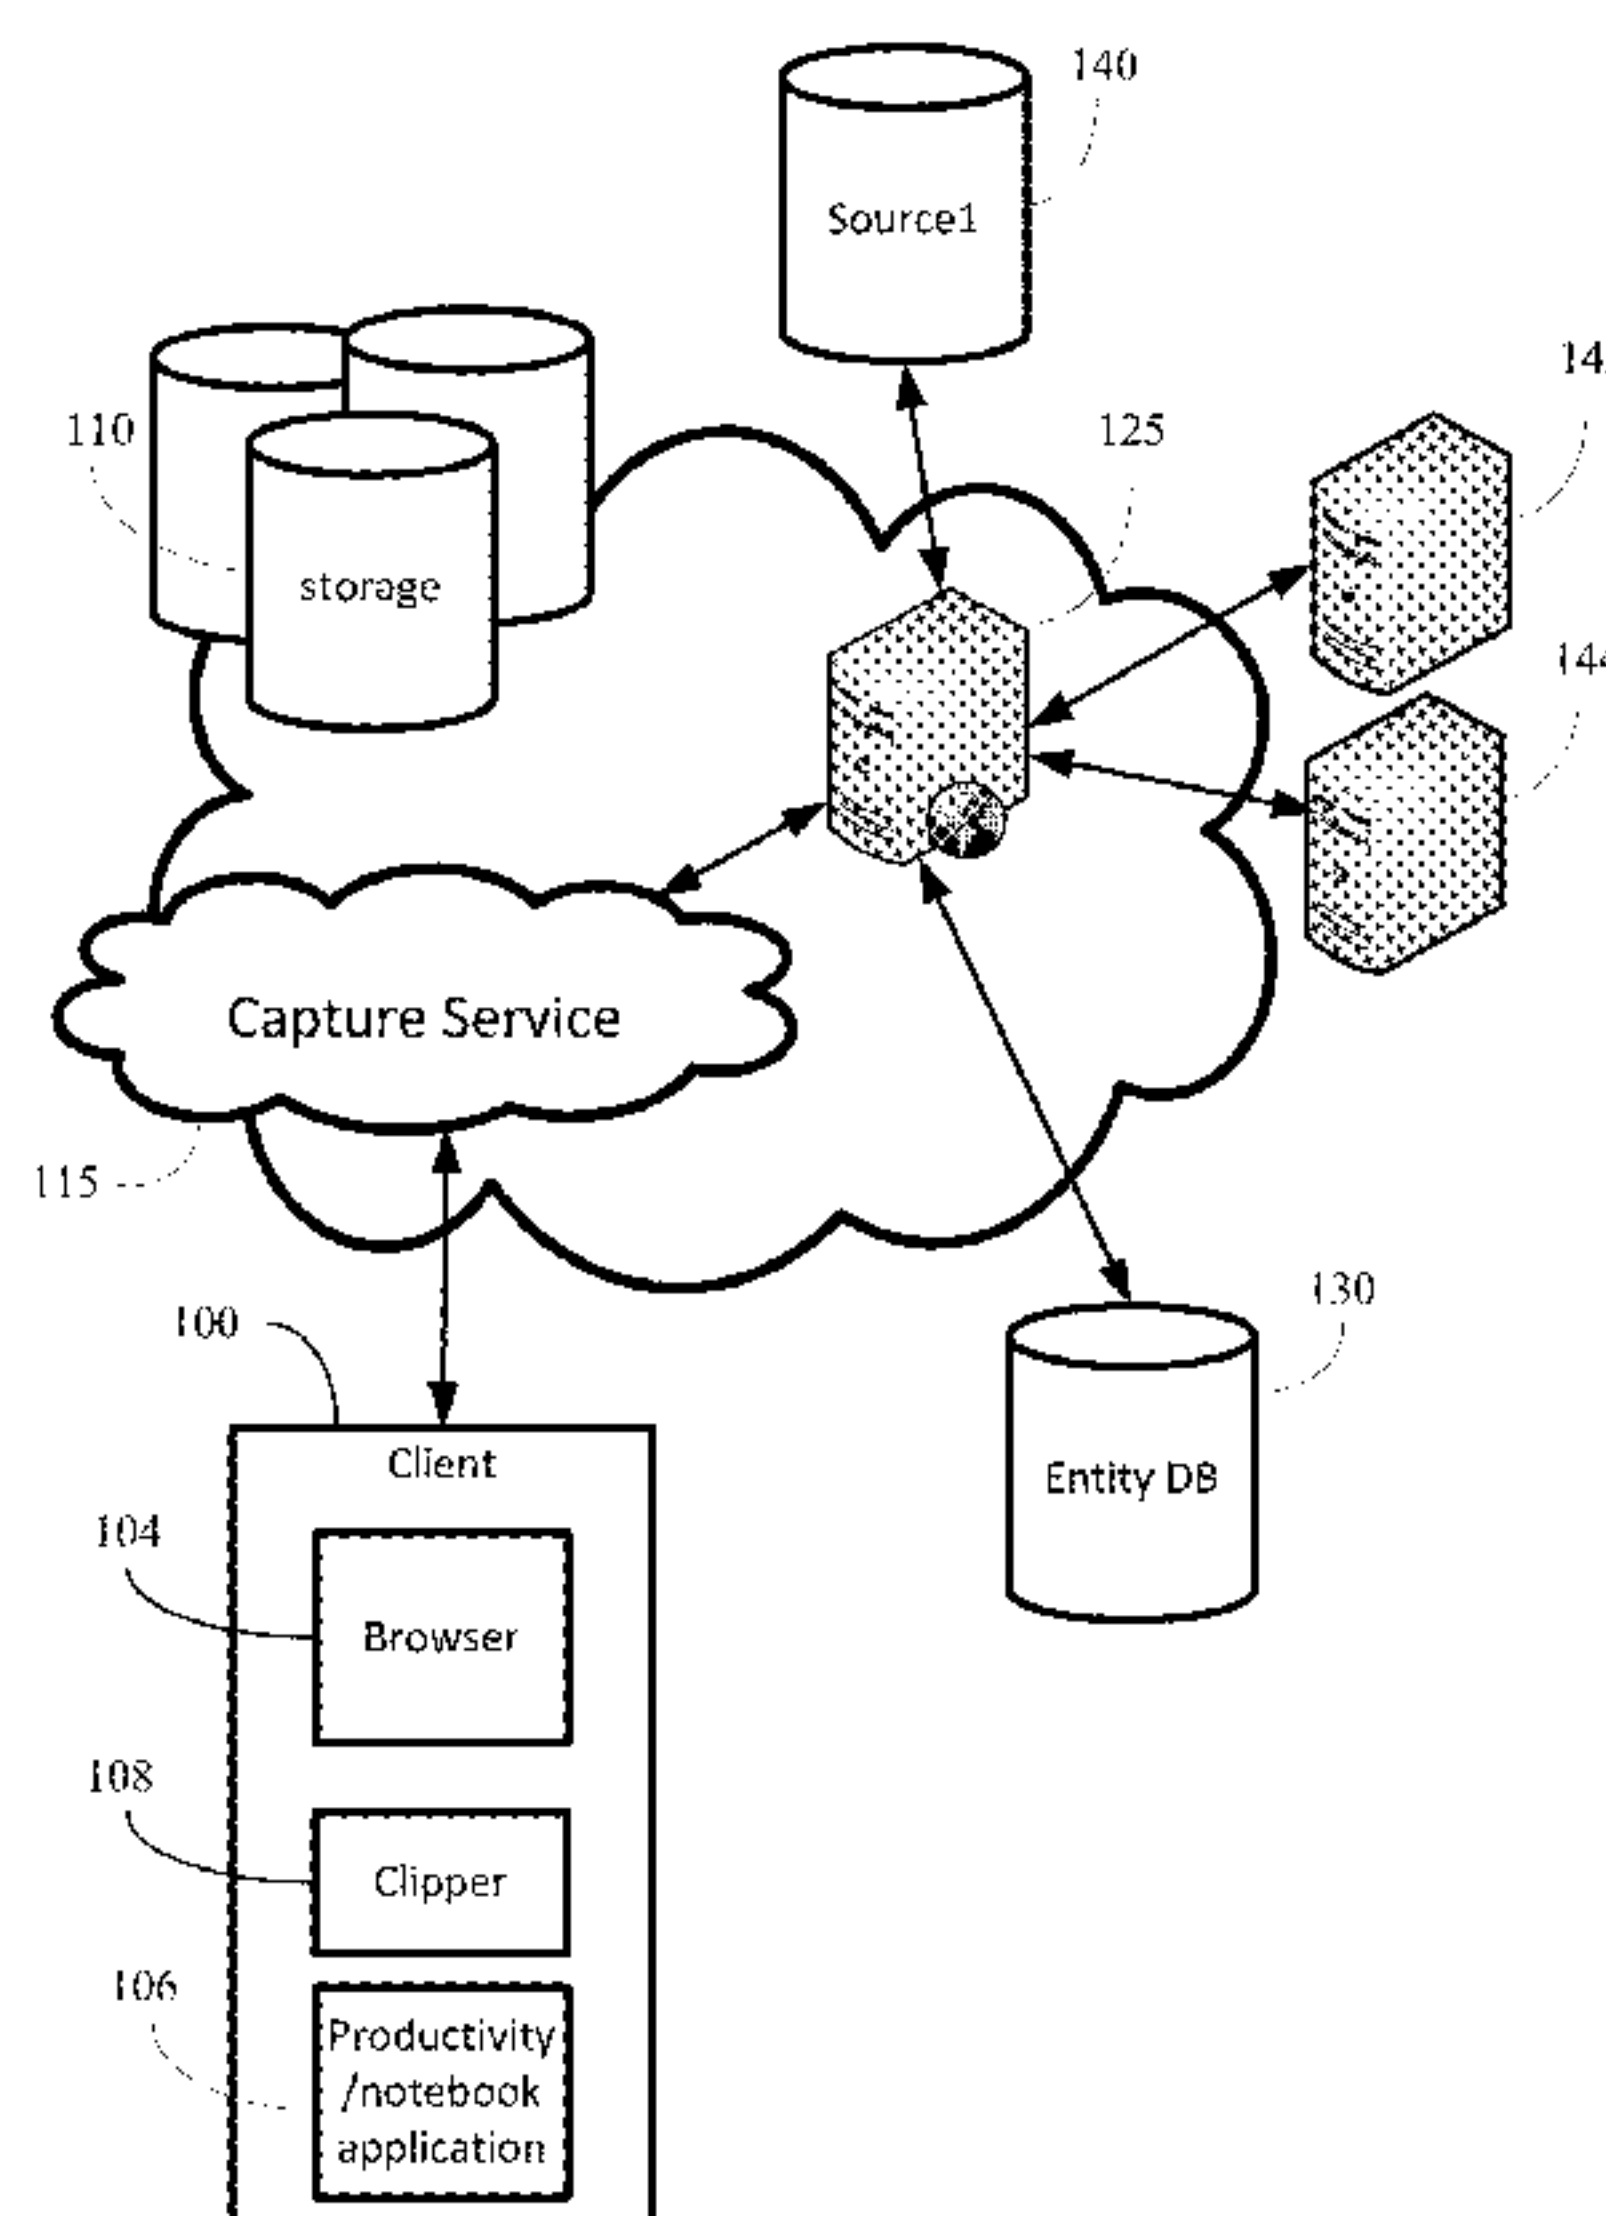 140
Source1
14
110
125
storage
144
Capture Service
115
130
100
Client
Entity DB
104
Browser
108
Clipper
106
Productivity
/notebook
application